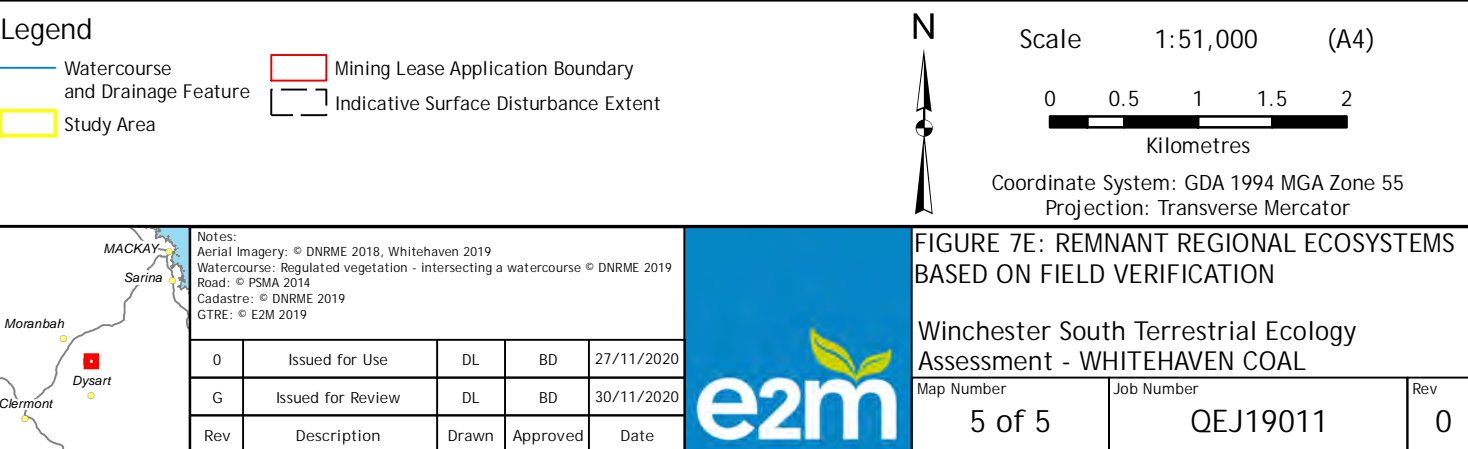 Legend
Watercourse
and Drainage Feature
Study Area
Mining Lease Application Boundary
Indicative Surface Disturbance Extent
N
Scale 1:51,000 (A4)
0 0.5 1 1.5 2
Kilometres
Coordinate System: GDA 1994 MGA Zone 55
Projection: Transverse Mercator
MACKAY
Sarina
Moranbah
Dysart
Clermont
Notes:
Aerial Imagery: © DNRME 2018, Whitehaven 2019
Watercourse: Regulated vegetation - intersecting a watercourse © DNRME 2019
Road: © PSMA 2014
Cadastre: © DNRME 2019
GTRE: © E2M 2019
0 Issued for Use DL BD 27/11/2020
G Issued for Review DL BD 30/11/2020
Rev Description Drawn Approved Date
e2m
FIGURE 7E: REMNANT REGIONAL ECOSYSTEMS
BASED ON FIELD VERIFICATION
Winchester South Terrestrial Ecology
Assessment - WHITEHAVEN COAL
Map Number Job Number Rev
5 of 5 QEJ19011 0